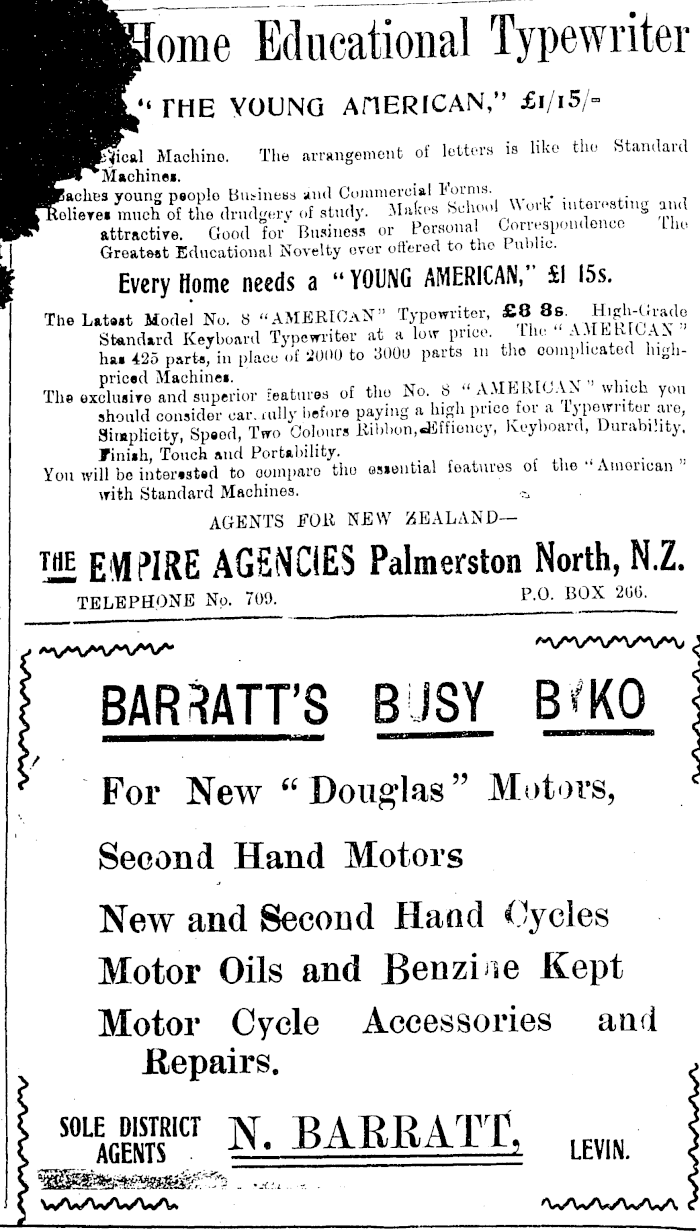 Home Educational Typewriter
"THE YOUNG AMERICAN," £1/15/-
Machine. The arrangement of letters is like the Standard
Machines.
young people Business and Commercial Forms.
Relieves much of the drudgery of study. Makes School Work interesting and
attractive. Good for Business or Personal Correspondence The
Greatest Educational Novelty ever offered to the Public.
Every Home needs a "YOUNG AMERICAN," £1 15s.
The Latest Model No. 8 "AMERICAN" Typewriter, £8 8s. High-Grade
Standard Keyboard Typewriter at a low price. The "AMERICAN"
has 425 parts, in place of 2000 to 3000 parts in the complicated high-
priced Machines.
The exclusive and superior features of the No. 8 "AMERICAN" which you
should consider carefully before paying a high price for a Typewriter are,
Simplicity, Speed, Two Colours Ribbon, Effiency, Keyboard, Durability,
Finish, Touch and Portability.
You will be interested to compare the essential features of the "American"
with Standard Machines.
AGENTS FOR NEW ZEALAND—
THE EMPIRE AGENCIES Palmerston North, N.Z.
TELEPHONE No. 709. P.O. BOX 266.
BARRATT'S BUSY BYKO
For New "Douglas" Motors,
Second Hand Motors
New and Second Hand Cycles
Motor Oils and Benzine Kept
Motor Cycle Accessories and
Repairs.
SOLE DISTRICT
AGENTS
N. BARRATT,
LEVIN.